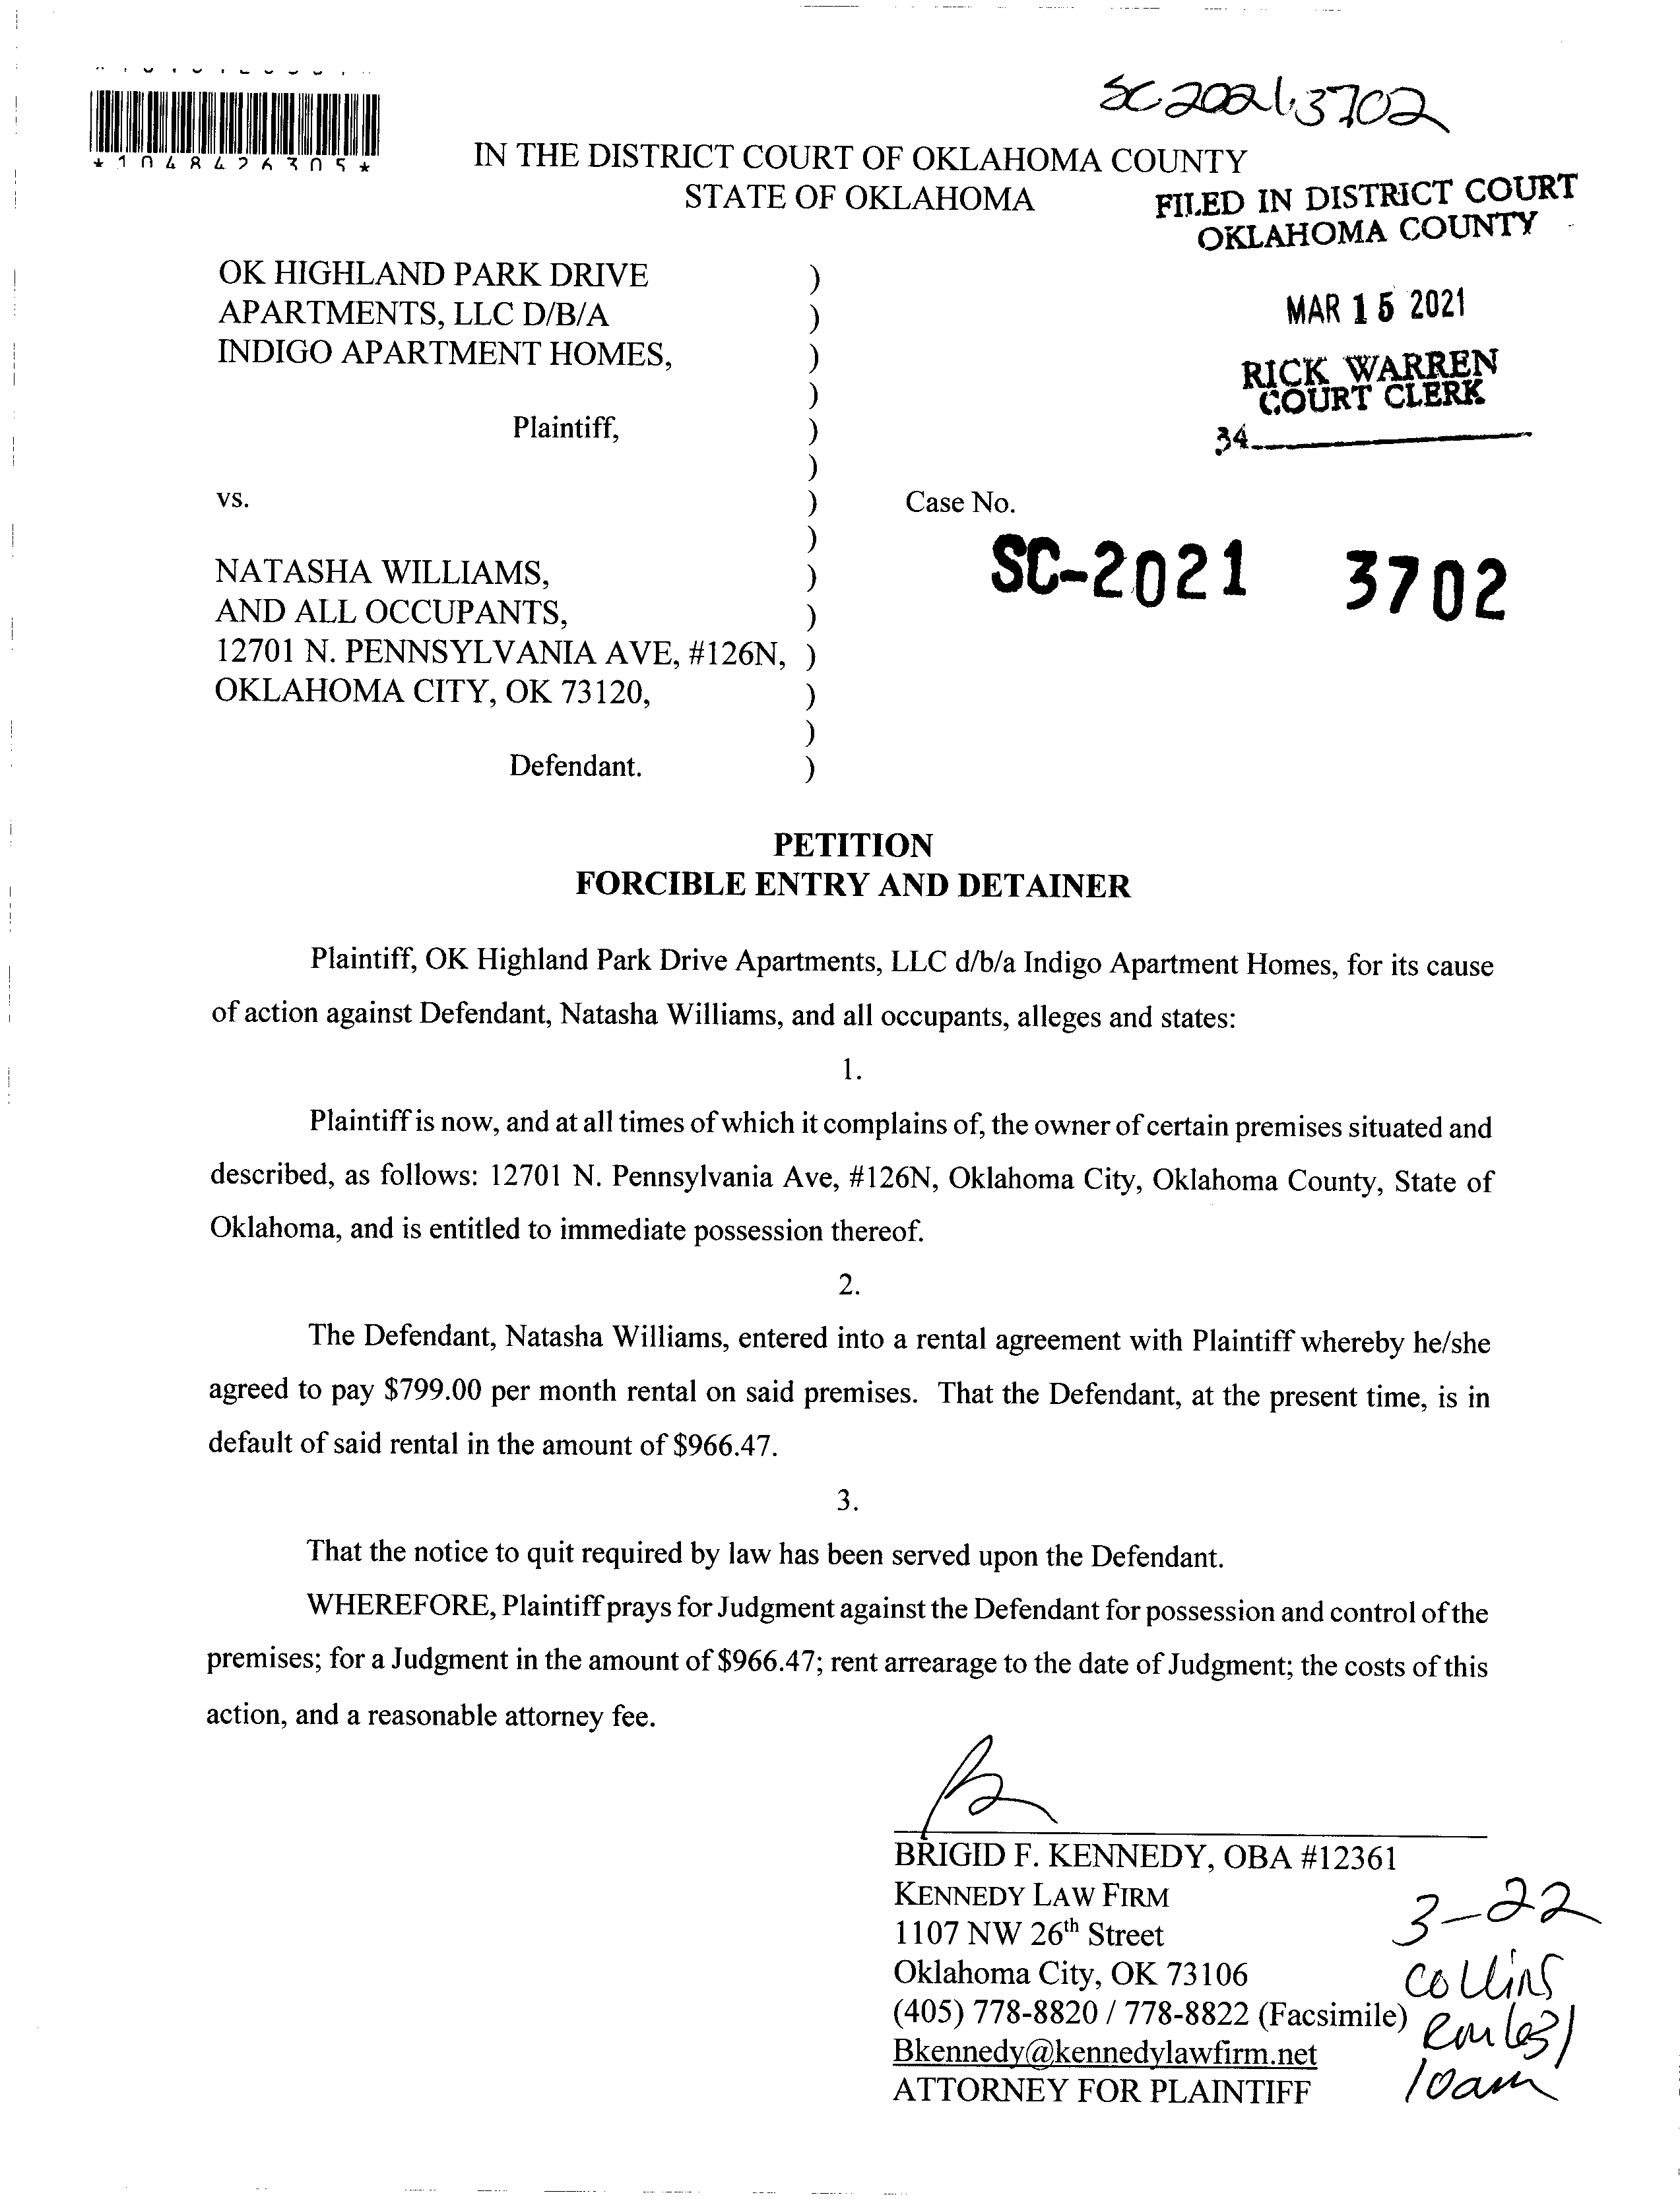 SC 2021 3702
*1048426305*
IN THE DISTRICT COURT OF OKLAHOMA COUNTY
STATE OF OKLAHOMA
FILED IN DISTRICT COURT
OKLAHOMA COUNTY
MAR 15 2021
RICK WARREN
COURT CLERK
34
OK HIGHLAND PARK DRIVE )
APARTMENTS, LLC D/B/A )
INDIGO APARTMENT HOMES, )
)
Plaintiff, )
)
vs. ) Case No.
)
SC-2021 3702
NATASHA WILLIAMS, )
AND ALL OCCUPANTS, )
12701 N. PENNSYLVANIA AVE, #126N, )
OKLAHOMA CITY, OK 73120, )
)
Defendant. )
PETITION
FORCIBLE ENTRY AND DETAINER
Plaintiff, OK Highland Park Drive Apartments, LLC d/b/a Indigo Apartment Homes, for its cause
of action against Defendant, Natasha Williams, and all occupants, alleges and states:
1.
Plaintiff is now, and at all times of which it complains of, the owner of certain premises situated and
described, as follows: 12701 N. Pennsylvania Ave, #126N, Oklahoma City, Oklahoma County, State of
Oklahoma, and is entitled to immediate possession thereof.
2.
The Defendant, Natasha Williams, entered into a rental agreement with Plaintiff whereby he/she
agreed to pay $799.00 per month rental on said premises. That the Defendant, at the present time, is in
default of said rental in the amount of $966.47.
3.
That the notice to quit required by law has been served upon the Defendant.
WHEREFORE, Plaintiff prays for Judgment against the Defendant for possession and control of the
premises; for a Judgment in the amount of $966.47; rent arrearage to the date of Judgment; the costs of this
action, and a reasonable attorney fee.
BRIGID F. KENNEDY, OBA #12361
KENNEDY LAW FIRM
1107 NW 26th Street
Oklahoma City, OK 73106
(405) 778-8820 / 778-8822 (Facsimile)
Bkennedy@kennedylawfirm.net
ATTORNEY FOR PLAINTIFF
3-22
Collins
10am